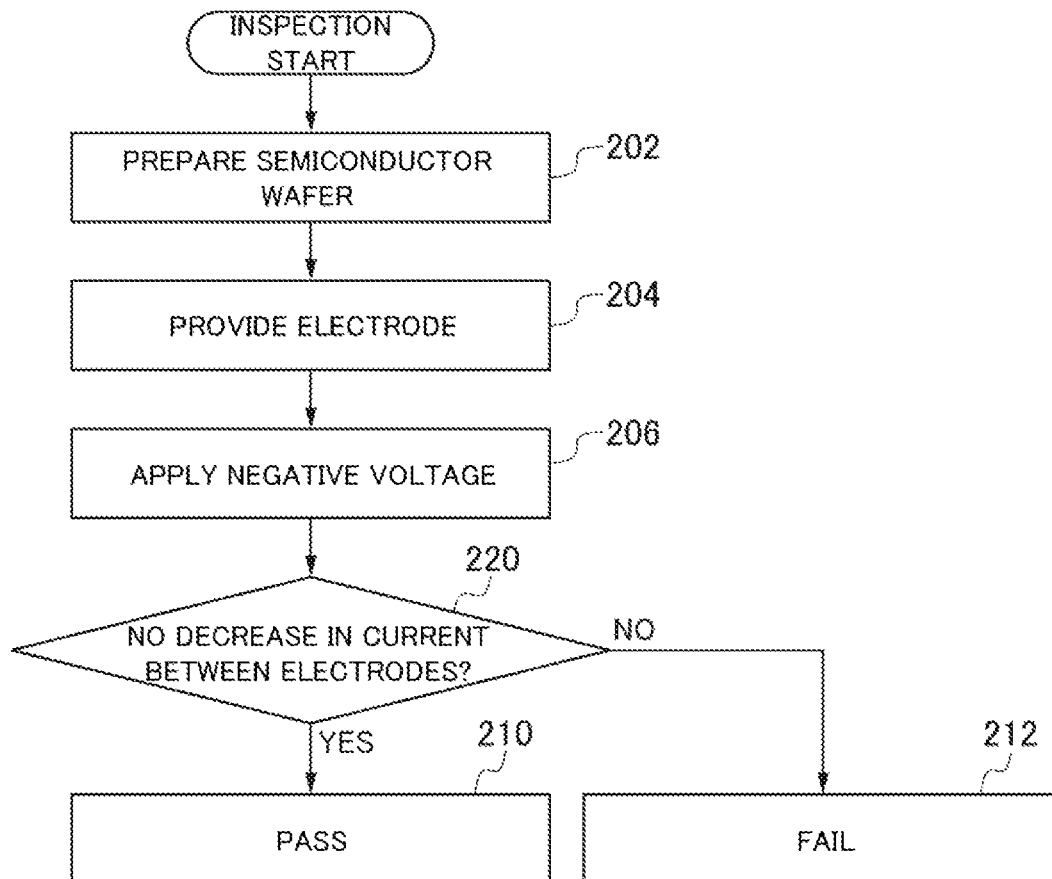 INSPECTION
START
PREPARE SEMICONDUCTOR
WAFER
202
PROVIDE ELECTRODE
204
APPLY NEGATIVE VOLTAGE
206
220
NO DECREASE IN CURRENT
BETWEEN ELECTRODES?
NO
YES
210
212
PASS
FAIL